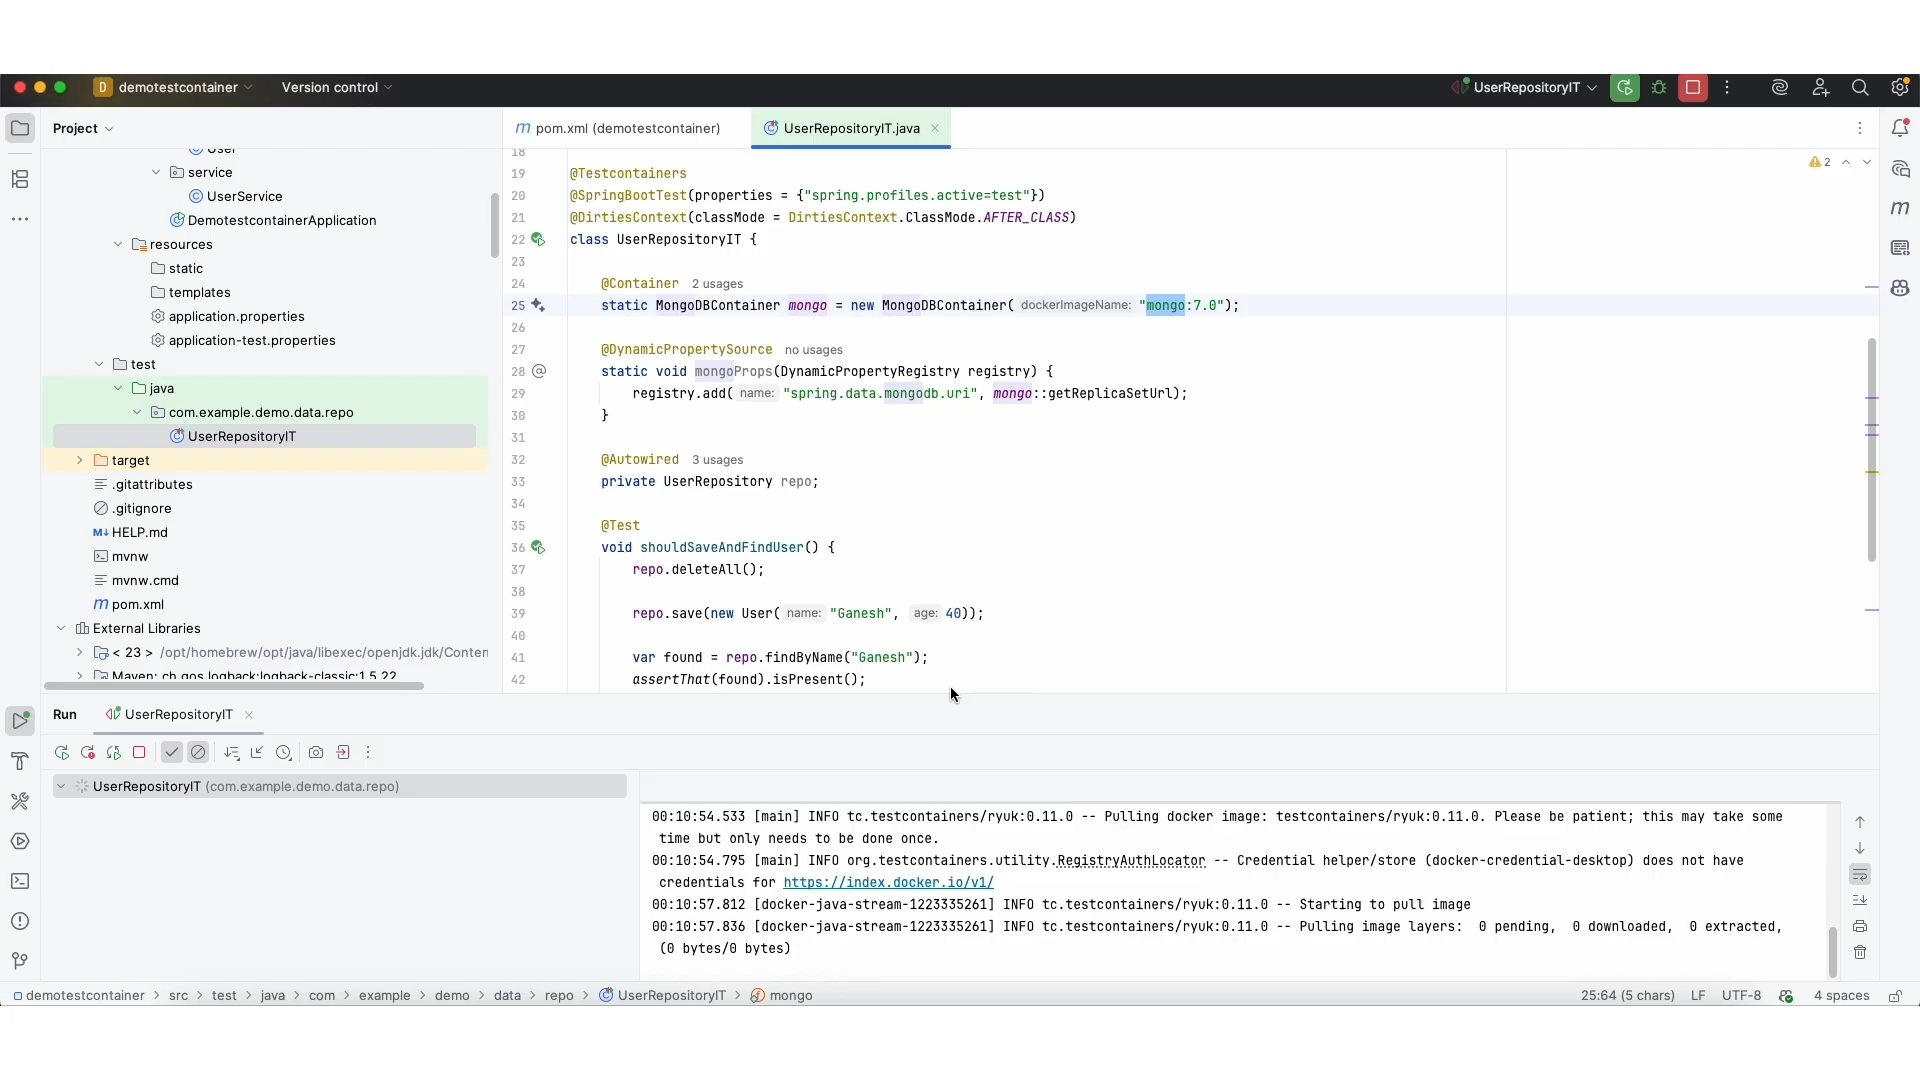 D demotestcontainer
Version control
UserRepositoryIT
Project
pom.xml (demotestcontainer)
UserRepositoryIT.java
User
service
UserService
DemotestcontainerApplication
resources
static
templates
application.properties
application-test.properties
test
java
com.example.demo.data.repo
UserRepositoryIT
target
.gitattributes
.gitignore
M↓ HELP.md
mvnw
mvnw.cmd
m pom.xml
External Libraries
< 23 > /opt/homebrew/opt/java/libexec/openjdk.jdk/Conten
Maven: ch.qos.logback:logback-classic:1.5.22
18
19 @Testcontainers
20 @SpringBootTest(properties = {"spring.profiles.active=test"})
21 @DirtiesContext(classMode = DirtiesContext.ClassMode.AFTER_CLASS)
22 class UserRepositoryIT {
23
24 @Container 2 usages
25 static MongoDBContainer mongo = new MongoDBContainer( dockerImageName: "mongo:7.0");
26
27 @DynamicPropertySource no usages
28 @ static void mongoProps(DynamicPropertyRegistry registry) {
29 registry.add( name: "spring.data.mongodb.uri", mongo::getReplicaSetUrl);
30 }
31
32 @Autowired 3 usages
33 private UserRepository repo;
34
35 @Test
36 void shouldSaveAndFindUser() {
37 repo.deleteAll();
38
39 repo.save(new User( name: "Ganesh", age: 40));
40
41 var found = repo.findByName("Ganesh");
42 assertThat(found).isPresent();
2
m
Run UserRepositoryIT
UserRepositoryIT (com.example.demo.data.repo)
00:10:54.533 [main] INFO tc.testcontainers/ryuk:0.11.0 -- Pulling docker image: testcontainers/ryuk:0.11.0. Please be patient; this may take some
time but only needs to be done once.
00:10:54.795 [main] INFO org.testcontainers.utility.RegistryAuthLocator -- Credential helper/store (docker-credential-desktop) does not have
credentials for https://index.docker.io/v1/
00:10:57.812 [docker-java-stream-1223335261] INFO tc.testcontainers/ryuk:0.11.0 -- Starting to pull image
00:10:57.836 [docker-java-stream-1223335261] INFO tc.testcontainers/ryuk:0.11.0 -- Pulling image layers: 0 pending, 0 downloaded, 0 extracted,
(0 bytes/0 bytes)
demotestcontainer > src > test > java > com > example > demo > data > repo > UserRepositoryIT > mongo
25:64 (5 chars) LF UTF-8 4 spaces